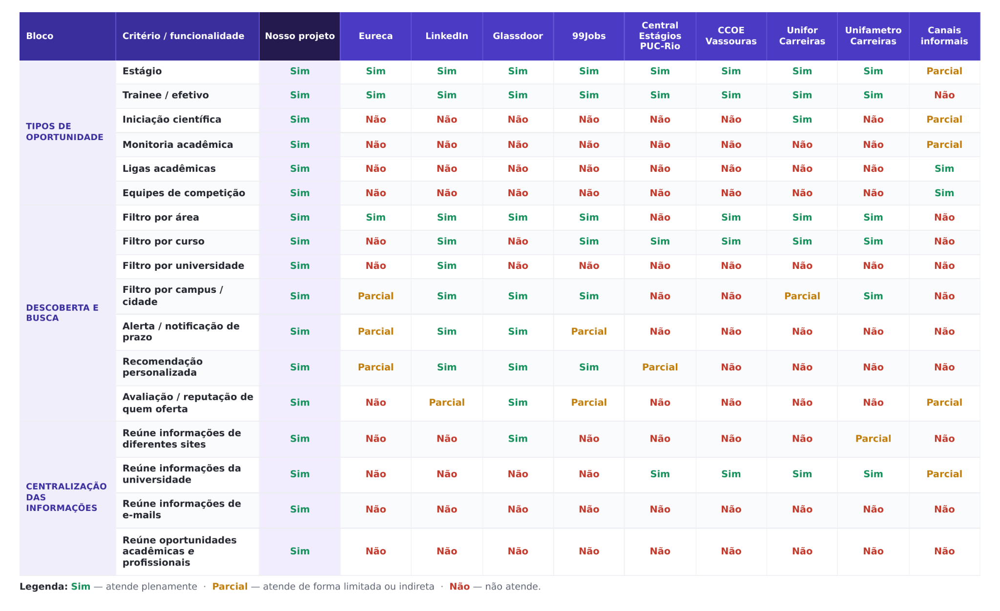 Bloco Critério / funcionalidade Nosso projeto Eureca LinkedIn Glassdoor 99Jobs Central Estágios PUC-Rio CCOE Vassouras Unifor Carreiras Unifametro Carreiras Canais informais
TIPOS DE OPORTUNIDADE
Estágio Sim Sim Sim Sim Sim Sim Sim Sim Sim Parcial
Trainee / efetivo Sim Sim Sim Sim Sim Sim Sim Sim Sim Não
Iniciação científica Sim Não Não Não Não Não Não Sim Não Parcial
Monitoria acadêmica Sim Não Não Não Não Não Não Não Não Parcial
Ligas acadêmicas Sim Não Não Não Não Não Não Não Não Sim
Equipes de competição Sim Não Não Não Não Não Não Não Não Sim
DESCOBERTA E BUSCA
Filtro por área Sim Sim Sim Sim Sim Não Sim Sim Sim Não
Filtro por curso Sim Não Sim Não Sim Sim Sim Sim Sim Não
Filtro por universidade Sim Não Sim Não Não Não Não Não Não Não
Filtro por campus / cidade Sim Parcial Sim Sim Sim Não Não Parcial Sim Não
Alerta / notificação de prazo Sim Parcial Sim Sim Parcial Não Não Não Não Não
Recomendação personalizada Sim Parcial Sim Sim Sim Parcial Não Não Não Não
Avaliação / reputação de quem oferta Sim Não Parcial Sim Parcial Não Não Não Não Parcial
CENTRALIZAÇÃO DAS INFORMAÇÕES
Reúne informações de diferentes sites Sim Não Não Sim Não Não Não Não Parcial Não
Reúne informações da universidade Sim Não Não Não Não Sim Sim Sim Sim Parcial
Reúne informações de e-mails Sim Não Não Não Não Não Não Não Não Não
Reúne oportunidades acadêmicas e profissionais Sim Não Não Não Não Não Não Não Não Não
Legenda: Sim — atende plenamente · Parcial — atende de forma limitada ou indireta · Não — não atende.